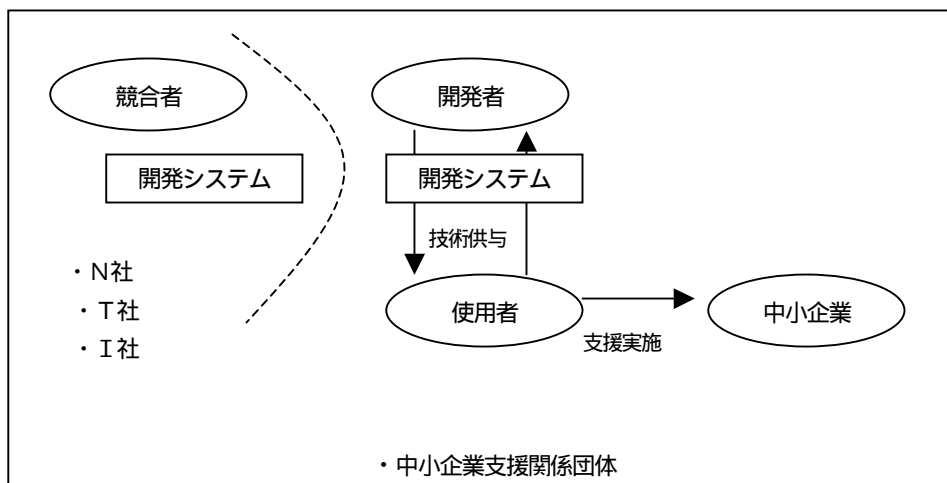 競合者
開発者
開発システム
開発システム
技術供与
・Ｎ社
・Ｔ社
・Ｉ社
使用者
中小企業
支援実施
・中小企業支援関係団体